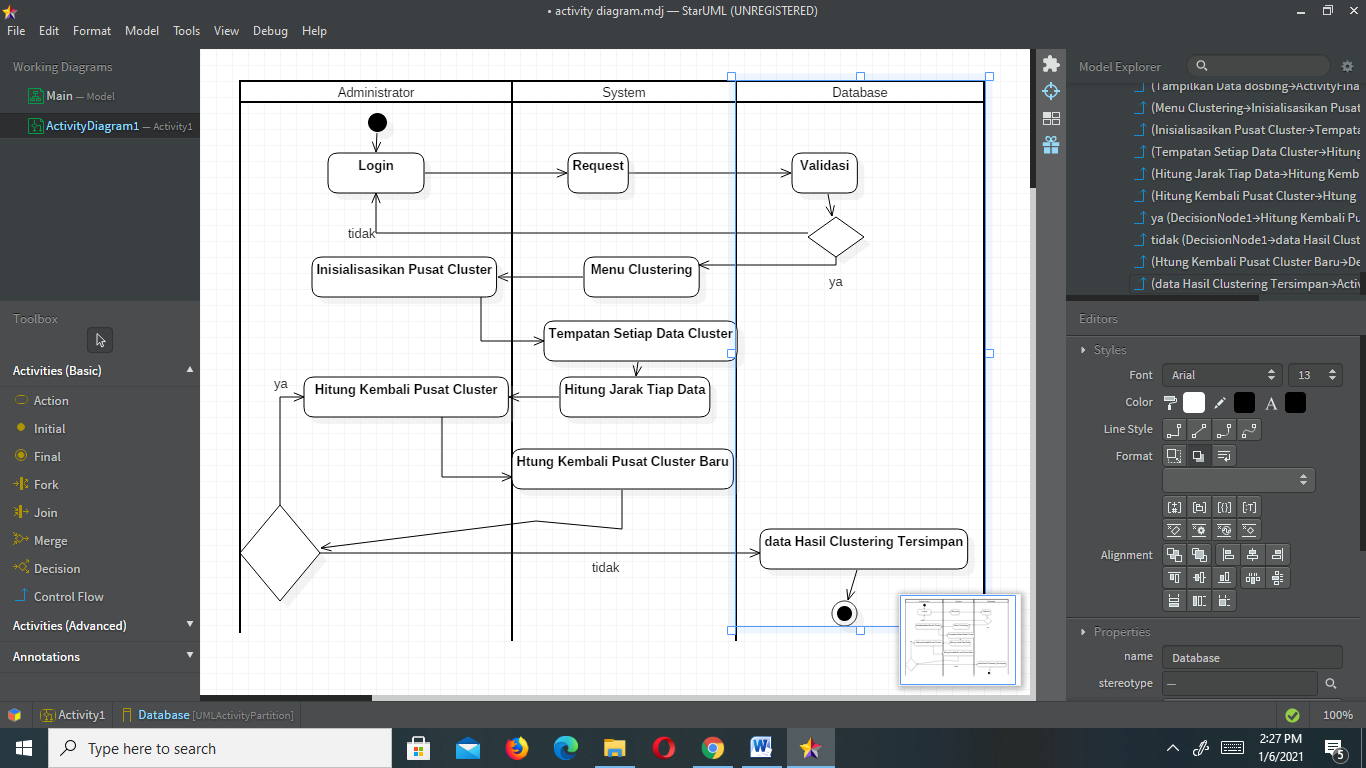 • activity diagram.mdj — StarUML (UNREGISTERED)
File Edit Format Model Tools View Debug Help
Working Diagrams
Main — Model
ActivityDiagram1 — Activity1
Toolbox
Activities (Basic)
Action
Initial
Final
Fork
Join
Merge
Decision
Control Flow
Activities (Advanced)
Annotations
Administrator System Database
Login Request Validasi
tidak
Inisialisasikan Pusat Cluster Menu Clustering
ya
Tempatan Setiap Data Cluster
ya Hitung Kembali Pusat Cluster Hitung Jarak Tiap Data
Htung Kembali Pusat Cluster Baru
data Hasil Clustering Tersimpan
tidak
Model Explorer
(Tampilkan Data dosbing→ActivityFina
(Menu Clustering→Inisialisasikan Pusat
(Inisialisasikan Pusat Cluster→Tempata
(Tempatan Setiap Data Cluster→Hitung
(Hitung Jarak Tiap Data→Hitung Kemb
(Hitung Kembali Pusat Cluster→Htung
ya (DecisionNode1→Hitung Kembali Pu
tidak (DecisionNode1→data Hasil Clust
(Htung Kembali Pusat Cluster Baru→De
(data Hasil Clustering Tersimpan→Activ
Editors
Styles
Font Arial 13
Color A
Line Style
Format
Alignment
Properties
name Database
stereotype —
Activity1 Database [UMLActivityPartition] 100%
Type here to search
2:27 PM
1/6/2021
5